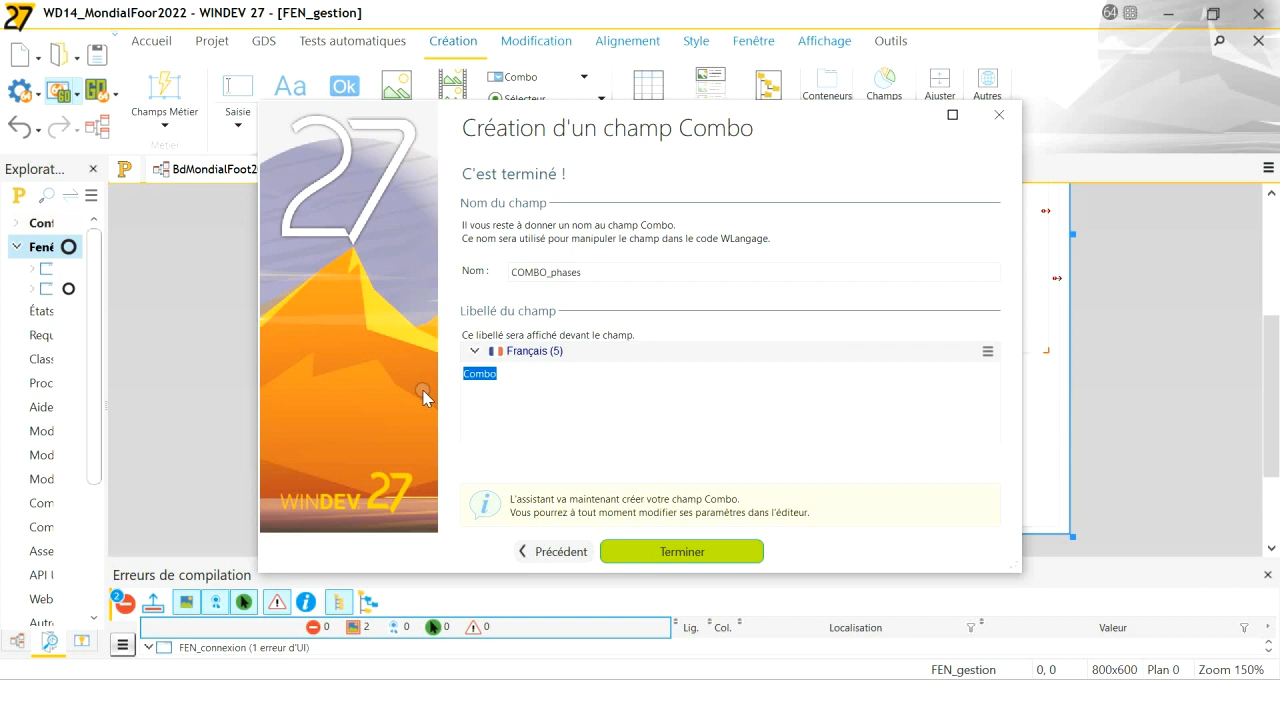 WD14_MondialFoor2022 - WINDEV 27 - [FEN_gestion]
64
Accueil Projet GDS Tests automatiques Création Modification Alignement Style Fenêtre Affichage Outils
Combo
Sélecteur
Champs Métier
Saisie
Métier
Conteneurs
Champs
Ajuster
Autres
Explorat...
BdMondialFoot2
Fené
États
Requ
Class
Proc
Aide
Mod
Mod
Mod
Com
Com
Asse
Web
27
WINDEV 27
Création d'un champ Combo
C'est terminé !
Nom du champ
Il vous reste à donner un nom au champ Combo.
Ce nom sera utilisé pour manipuler le champ dans le code WLangage.
Nom :
COMBO_phases
Libellé du champ
Ce libellé sera affiché devant le champ.
Français (5)
Combo
L'assistant va maintenant créer votre champ Combo.
Vous pourrez à tout moment modifier ses paramètres dans l'éditeur.
Précédent
Terminer
Erreurs de compilation
2
0 2 0 0 0
Lig. Col. Localisation Valeur
FEN_connexion (1 erreur d'UI)
FEN_gestion 0, 0 800x600 Plan 0 Zoom 150%